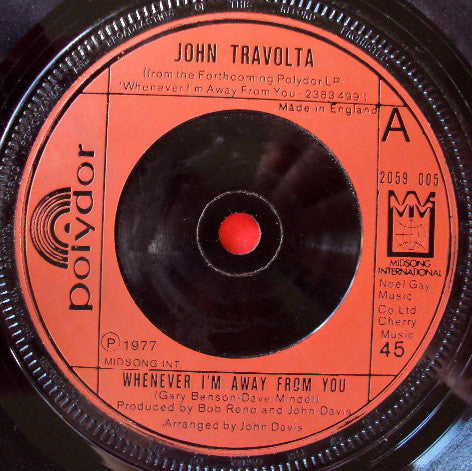 JOHN TRAVOLTA
(from the Forthcoming Polydor LP
'Whenever I'm Away From You - 2383 499')
Made in England
A
2059 005
polydor
MIDSONG
INTERNATIONAL
Noel Gay
Music
Co.Ltd/
Cherry
Music
45
Ⓟ 1977
MIDSONG INT.
WHENEVER I'M AWAY FROM YOU
(Gary Benson-Dave Mindel)
Produced by Bob Reno and John Davis
Arranged by John Davis